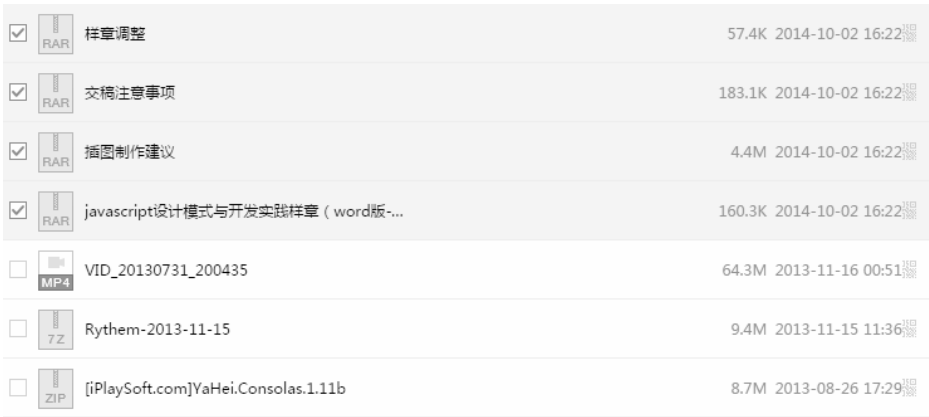 RAR 样章调整 57.4K 2014-10-02 16:22
RAR 交稿注意事项 183.1K 2014-10-02 16:22
RAR 插图制作建议 4.4M 2014-10-02 16:22
RAR javascript设计模式与开发实践样章（word版-... 160.3K 2014-10-02 16:22
MP4 VID_20130731_200435 64.3M 2013-11-16 00:51
7Z Rythem-2013-11-15 9.4M 2013-11-15 11:36
ZIP [iPlaySoft.com]YaHei.Consolas.1.11b 8.7M 2013-08-26 17:29